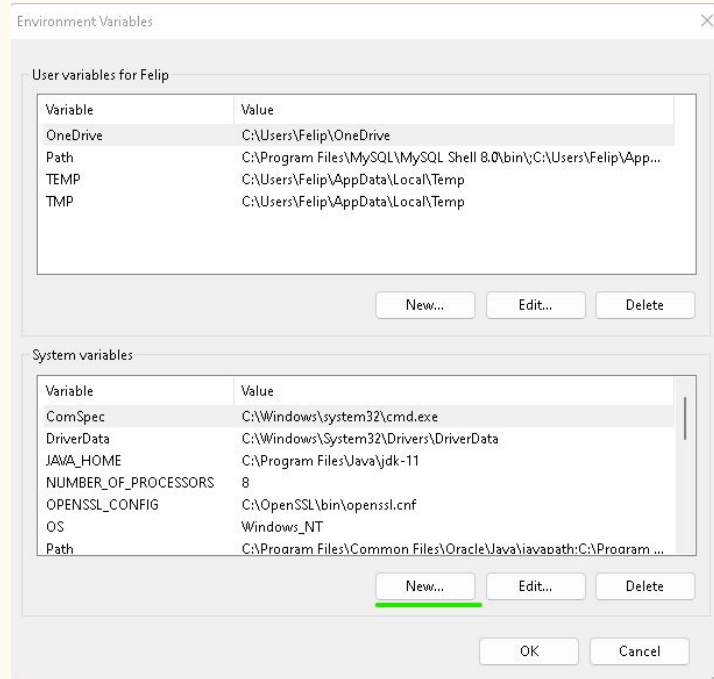 Environment Variables
User variables for Felip
Variable Value
OneDrive C:\Users\Felip\OneDrive
Path C:\Program Files\MySQL\MySQL Shell 8.0\bin\;C:\Users\Felip\App...
TEMP C:\Users\Felip\AppData\Local\Temp
TMP C:\Users\Felip\AppData\Local\Temp
New... Edit... Delete
System variables
Variable Value
ComSpec C:\Windows\system32\cmd.exe
DriverData C:\Windows\System32\Drivers\DriverData
JAVA_HOME C:\Program Files\Java\jdk-11
NUMBER_OF_PROCESSORS 8
OPENSSL_CONFIG C:\OpenSSL\bin\openssl.cnf
OS Windows_NT
Path C:\Program Files\Common Files\Oracle\Java\javapath;C:\Program ...
New... Edit... Delete
OK Cancel